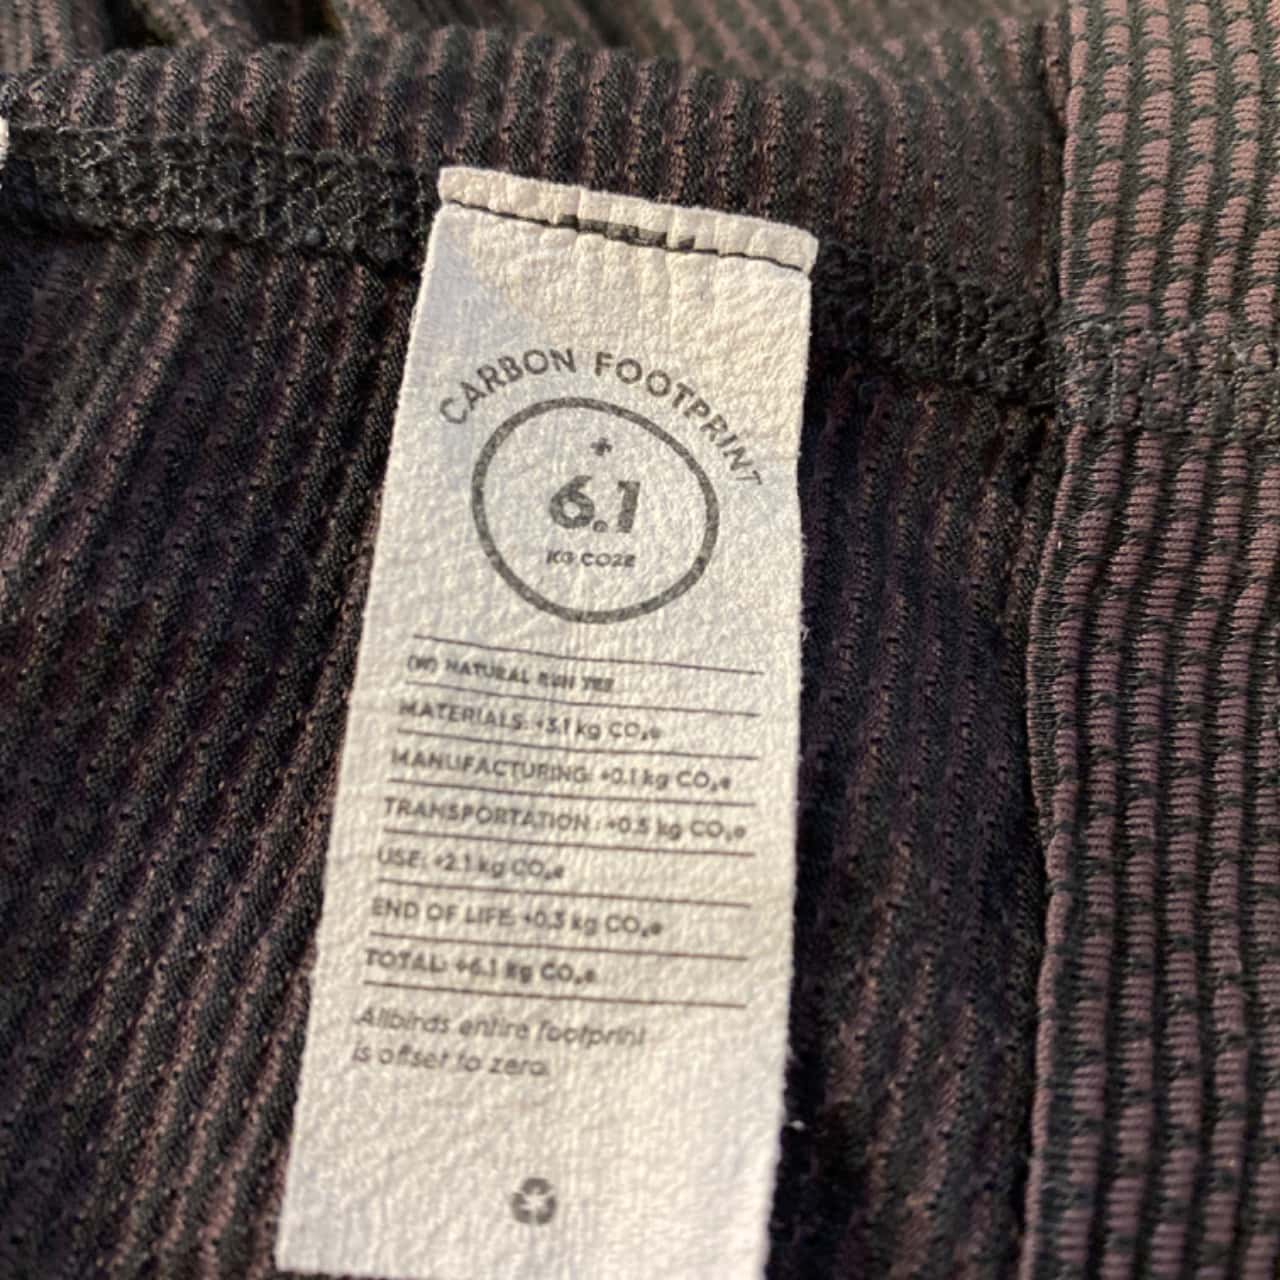 CARBON FOOTPRINT
+
6.1
KG CO2E
(W) NATURAL RUN TEE
MATERIALS: +3.1 kg CO₂e
MANUFACTURING: +0.1 kg CO₂e
TRANSPORTATION: +0.5 kg CO₂e
USE: +2.1 kg CO₂e
END OF LIFE: +0.3 kg CO₂e
TOTAL: +6.1 kg CO₂e
Allbirds entire footprint
is offset to zero.